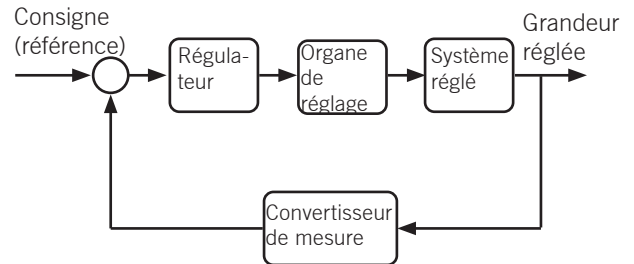 Consigne
(référence)
Régula-
teur
Organe
de
réglage
Système
réglé
Grandeur
réglée
Convertisseur
de mesure